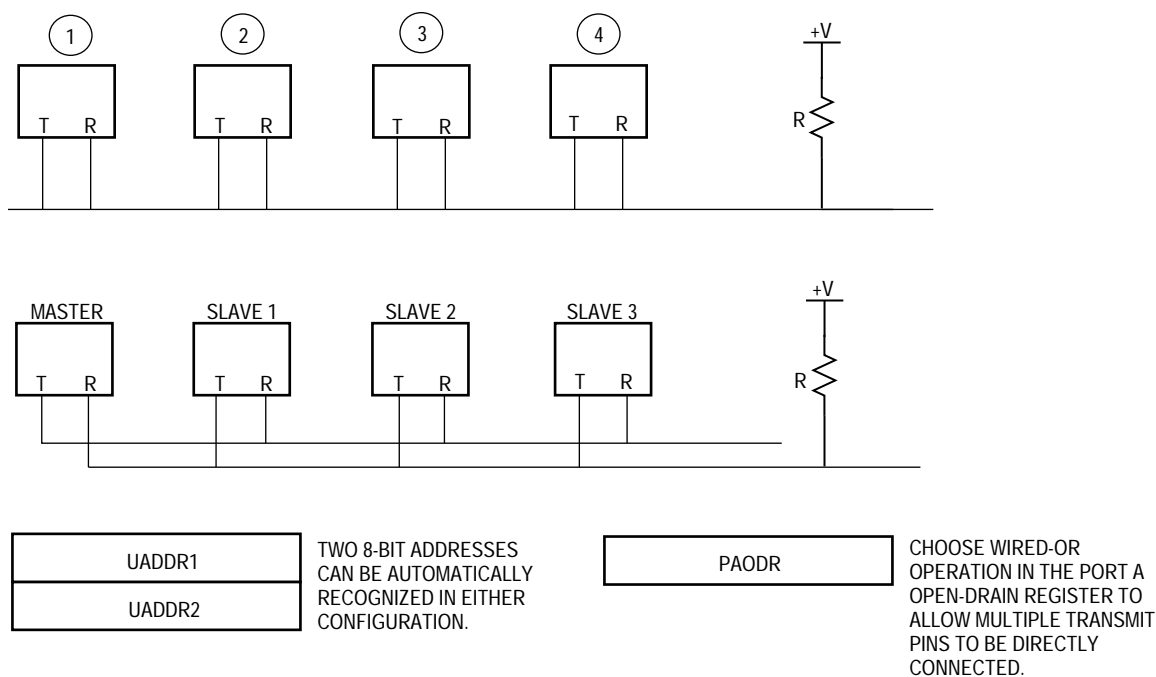 1 2 3 4 +V
T R T R T R T R R
+V
MASTER SLAVE 1 SLAVE 2 SLAVE 3
T R T R T R T R R
UADDR1
UADDR2
TWO 8-BIT ADDRESSES
CAN BE AUTOMATICALLY
RECOGNIZED IN EITHER
CONFIGURATION.
PAODR
CHOOSE WIRED-OR
OPERATION IN THE PORT A
OPEN-DRAIN REGISTER TO
ALLOW MULTIPLE TRANSMIT
PINS TO BE DIRECTLY
CONNECTED.